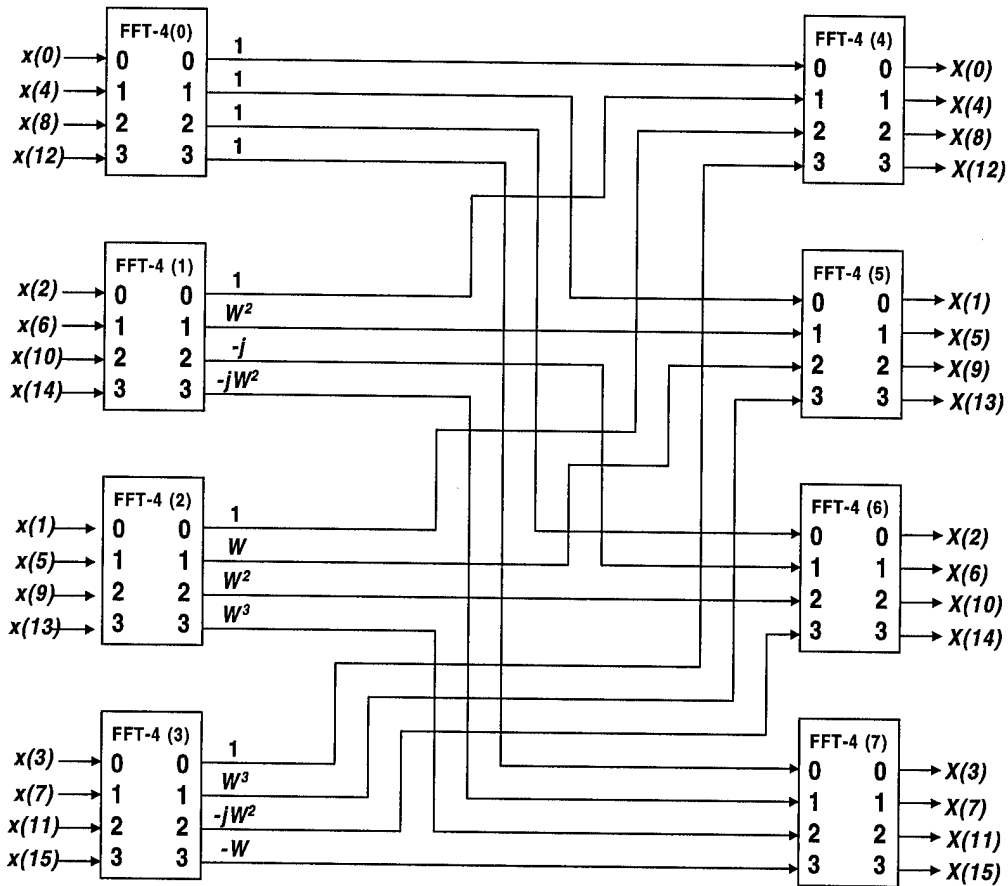 FFT-4(0)
x(0) 0 0 1
x(4) 1 1 1
x(8) 2 2 1
x(12) 3 3 1
FFT-4 (4)
0 0 X(0)
1 1 X(4)
2 2 X(8)
3 3 X(12)
FFT-4 (1)
x(2) 0 0 1
x(6) 1 1 W²
x(10) 2 2 -j
x(14) 3 3 -jW²
FFT-4 (5)
0 0 X(1)
1 1 X(5)
2 2 X(9)
3 3 X(13)
FFT-4 (2)
x(1) 0 0 1
x(5) 1 1 W
x(9) 2 2 W²
x(13) 3 3 W³
FFT-4 (6)
0 0 X(2)
1 1 X(6)
2 2 X(10)
3 3 X(14)
FFT-4 (3)
x(3) 0 0 1
x(7) 1 1 W³
x(11) 2 2 -jW²
x(15) 3 3 -W
FFT-4 (7)
0 0 X(3)
1 1 X(7)
2 2 X(11)
3 3 X(15)